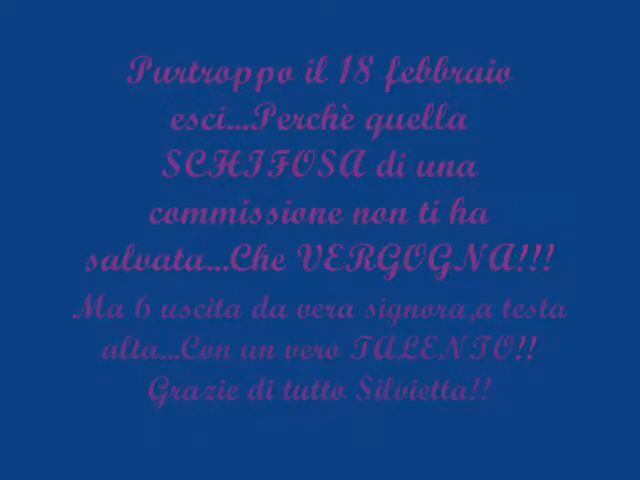 Purtroppo il 18 febbraio
esci...Perchè quella
SCHIFOSA di una
commissione non ti ha
salvata...Che VERGOGNA!!!
Ma 6 uscita da vera signora,a testa
alta...Con un vero TALENTO!!
Grazie di tutto Silvietta!!